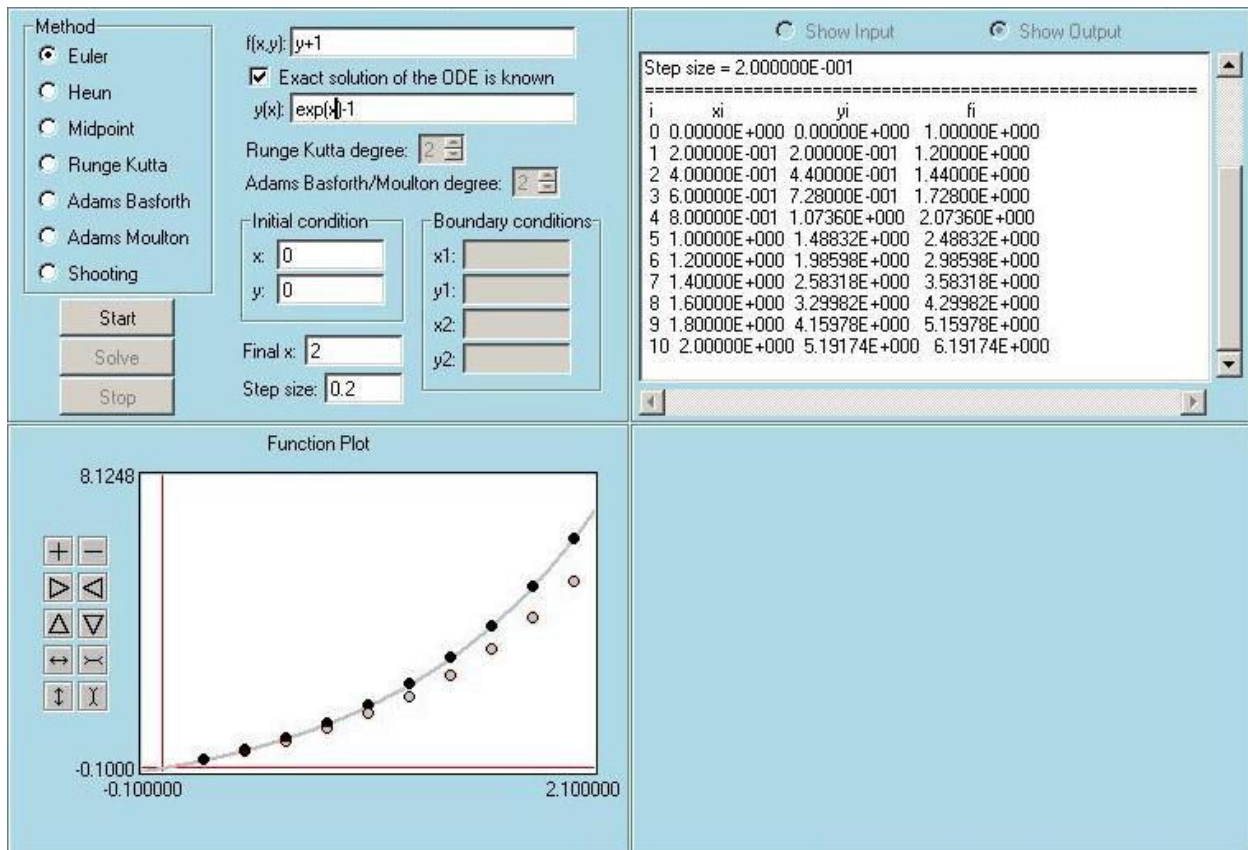 Method
Euler
Heun
Midpoint
Runge Kutta
Adams Basforth
Adams Moulton
Shooting
Start
Solve
Stop
f(x,y): y+1
Exact solution of the ODE is known
y(x): exp(x)-1
Runge Kutta degree: 2
Adams Basforth/Moulton degree: 2
Initial condition
x: 0
y: 0
Final x: 2
Step size: 0.2
Boundary conditions
x1:
y1:
x2:
y2:
Show Input Show Output
Step size = 2.000000E-001
==============================================================
i xi yi fi
0 0.00000E+000 0.00000E+000 1.00000E+000
1 2.00000E-001 2.00000E-001 1.20000E+000
2 4.00000E-001 4.40000E-001 1.44000E+000
3 6.00000E-001 7.28000E-001 1.72800E+000
4 8.00000E-001 1.07360E+000 2.07360E+000
5 1.00000E+000 1.48832E+000 2.48832E+000
6 1.20000E+000 1.98598E+000 2.98598E+000
7 1.40000E+000 2.58318E+000 3.58318E+000
8 1.60000E+000 3.29982E+000 4.29982E+000
9 1.80000E+000 4.15978E+000 5.15978E+000
10 2.00000E+000 5.19174E+000 6.19174E+000
Function Plot
8.1248
-0.1000
-0.100000 2.100000